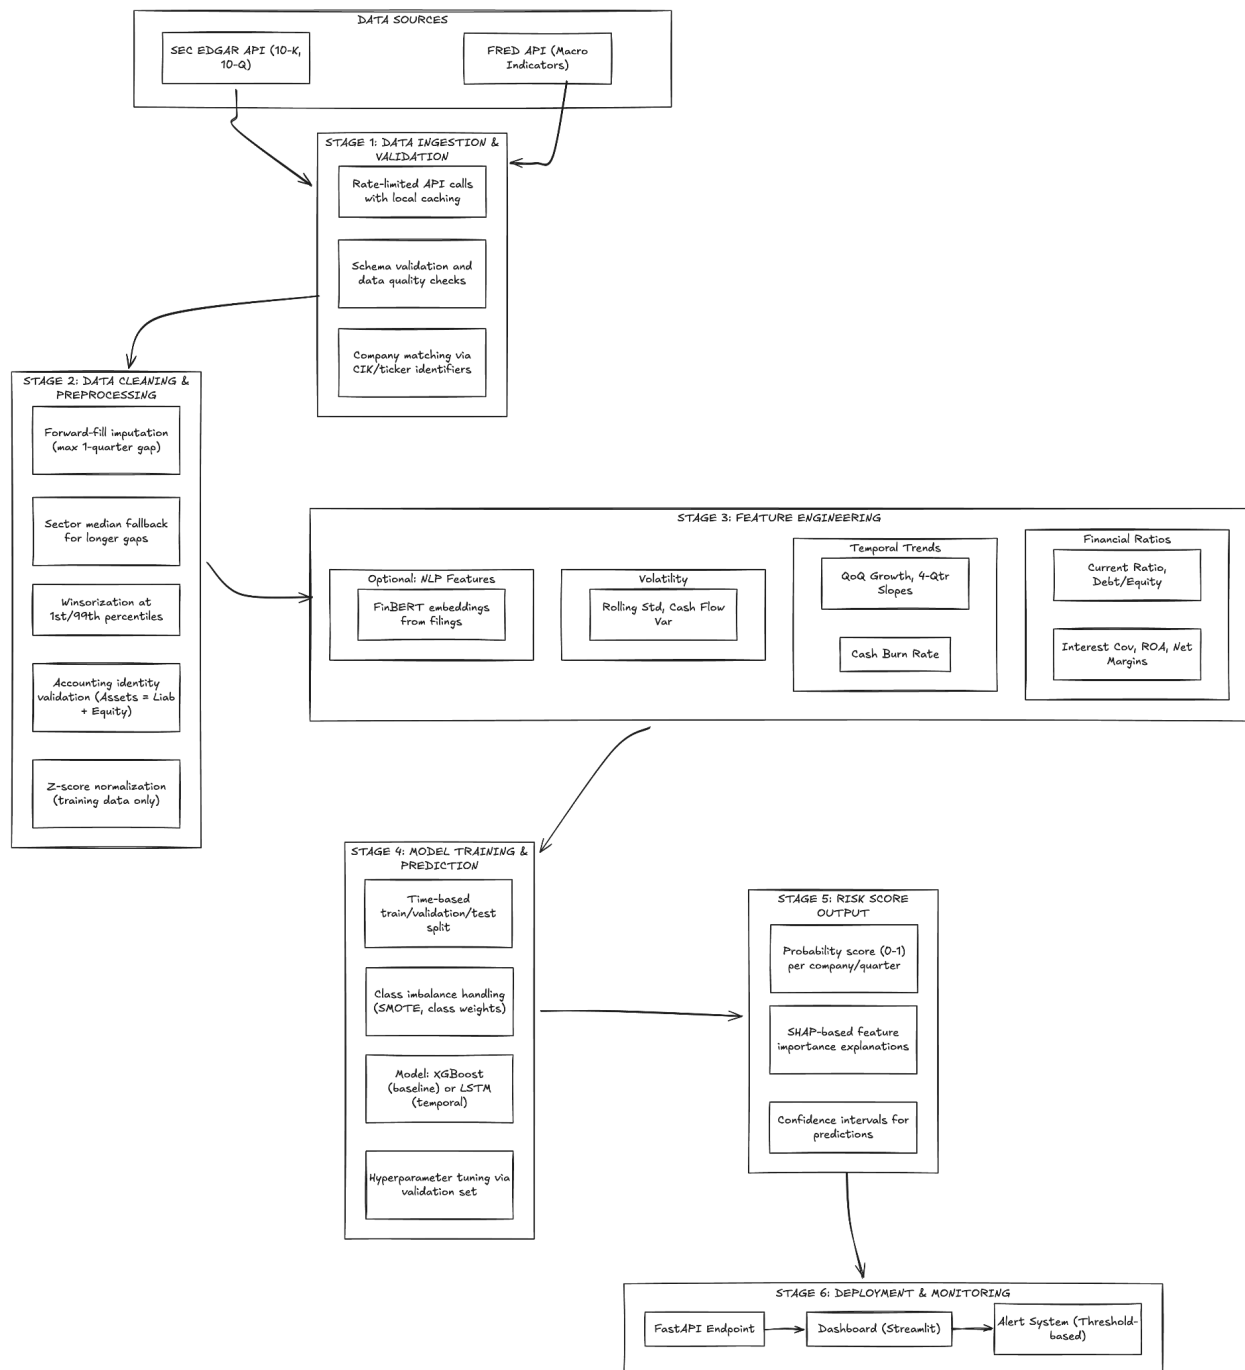 DATA SOURCES
SEC EDGAR API (10-K,
10-Q)
FRED API (Macro
Indicators)
STAGE 1: DATA INGESTION &
VALIDATION
Rate-limited API calls
with local caching
Schema validation and
data quality checks
Company matching via
CIK/ticker identifiers
STAGE 2: DATA CLEANING &
PREPROCESSING
Forward-fill imputation
(max 1-quarter gap)
Sector median fallback
for longer gaps
Winsorization at
1st/99th percentiles
Accounting identity
validation (Assets = Liab
+ Equity)
Z-score normalization
(training data only)
STAGE 3: FEATURE ENGINEERING
Optional: NLP Features
FinBERT embeddings
from filings
Volatility
Rolling Std, Cash Flow
Var
Temporal Trends
QoQ Growth, 4-Qtr
Slopes
Cash Burn Rate
Financial Ratios
Current Ratio,
Debt/Equity
Interest Cov, ROA, Net
Margins
STAGE 4: MODEL TRAINING &
PREDICTION
Time-based
train/validation/test
split
Class imbalance handling
(SMOTE, class weights)
Model: XGBoost
(baseline) or LSTM
(temporal)
Hyperparameter tuning via
validation set
STAGE 5: RISK SCORE
OUTPUT
Probability score (0-1)
per company/quarter
SHAP-based feature
importance explanations
Confidence intervals for
predictions
STAGE 6: DEPLOYMENT & MONITORING
FastAPI Endpoint
Dashboard (Streamlit)
Alert System (Threshold-
based)